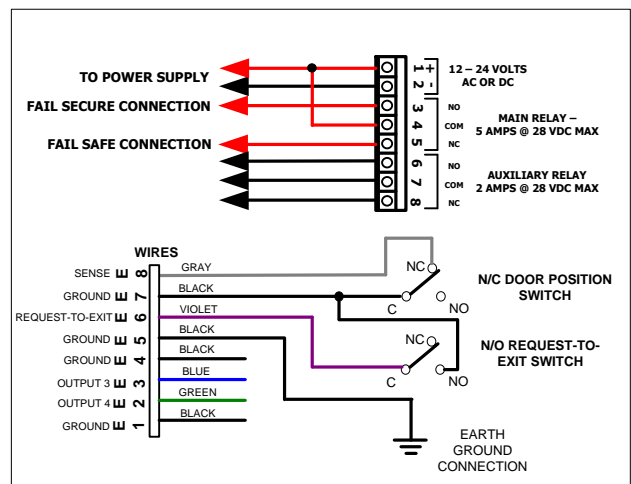 TO POWER SUPPLY
FAIL SECURE CONNECTION
FAIL SAFE CONNECTION
1 +
2 -
3 NO
4 COM
5 NC
6 NO
7 COM
8 NC
12 – 24 VOLTS
AC OR DC
MAIN RELAY –
5 AMPS @ 28 VDC MAX
AUXILIARY RELAY
2 AMPS @ 28 VDC MAX
WIRES
SENSE E 8 GRAY
GROUND E 7 BLACK
REQUEST-TO-EXIT E 6 VIOLET
GROUND E 5 BLACK
GROUND E 4 BLACK
OUTPUT 3 E 3 BLUE
OUTPUT 4 E 2 GREEN
GROUND E 1 BLACK
NC
C
NO
N/C DOOR POSITION
SWITCH
NC
C
NO
N/O REQUEST-TO-
EXIT SWITCH
EARTH
GROUND
CONNECTION